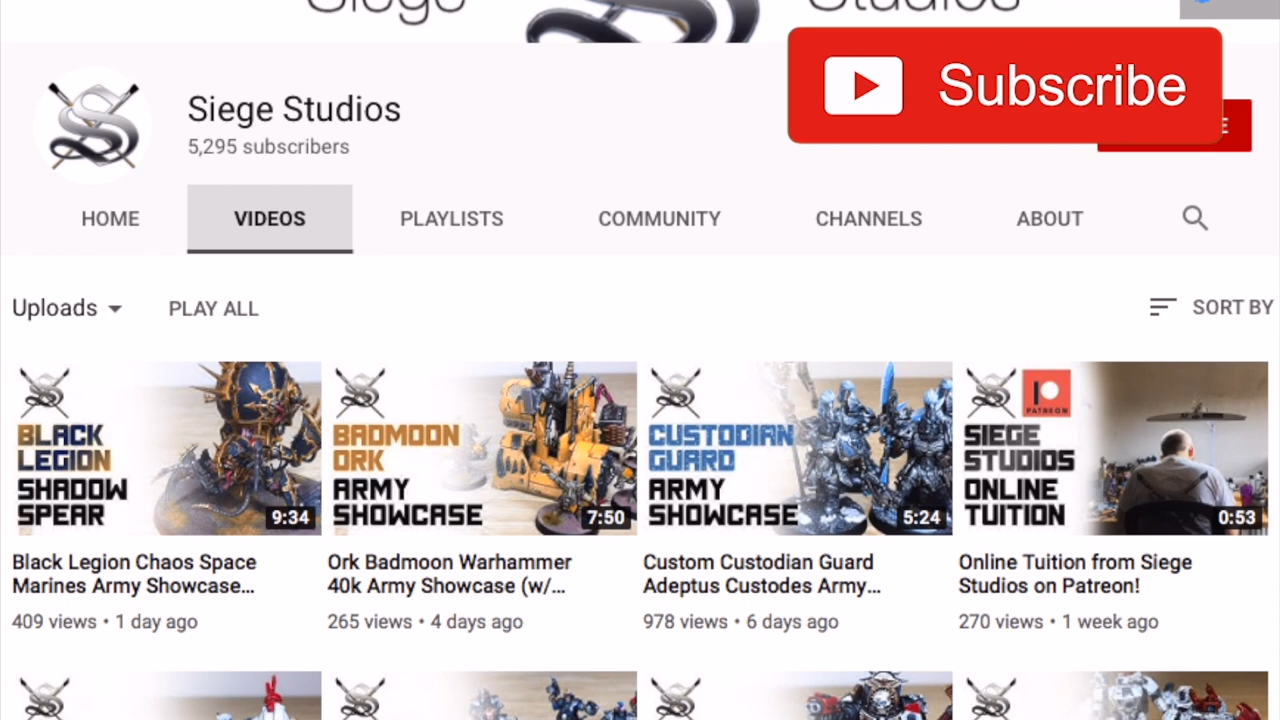 Siege Studios
Subscribe
Siege Studios
5,295 subscribers
E
HOME VIDEOS PLAYLISTS COMMUNITY CHANNELS ABOUT
Uploads PLAY ALL SORT BY
BLACK
LEGION
SHADOW
SPEAR
9:34
BADMOON
ORK
ARMY
SHOWCASE
7:50
CUSTODIAN
GUARD
ARMY
SHOWCASE
5:24
PATREON
SIEGE
STUDIOS
ONLINE
TUITION
0:53
Black Legion Chaos Space
Marines Army Showcase...
409 views • 1 day ago
Ork Badmoon Warhammer
40k Army Showcase (w/...
265 views • 4 days ago
Custom Custodian Guard
Adeptus Custodes Army...
978 views • 6 days ago
Online Tuition from Siege
Studios on Patreon!
270 views • 1 week ago